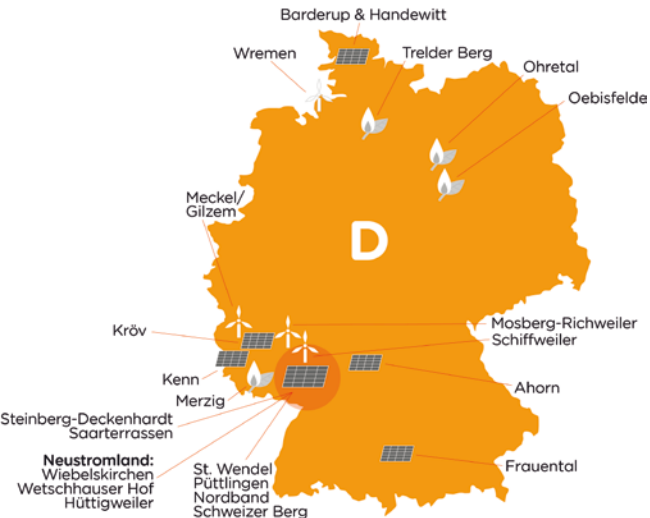 Barderup & Handewitt
Wremen
Trelder Berg
Ohretal
Oebisfelde
Meckel/
Gilzem
D
Kröv
Mosberg-Richweiler
Schiffweiler
Kenn
Merzig
Ahorn
Steinberg-Deckenhardt
Saarterrassen
Neustromland:
Wiebelskirchen
Wetschhauser Hof
Hüttigweiler
St. Wendel
Püttlingen
Nordband
Schweizer Berg
Frauental